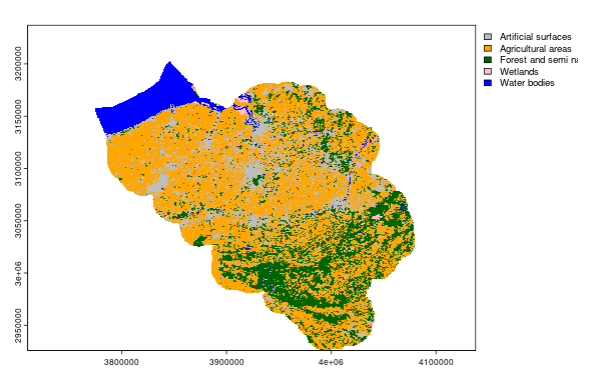 Artificial surfaces
Agricultural areas
Forest and semi na
Wetlands
Water bodies
3200000
3150000
3100000
3050000
3e+06
2950000
3800000
3900000
4e+06
4100000